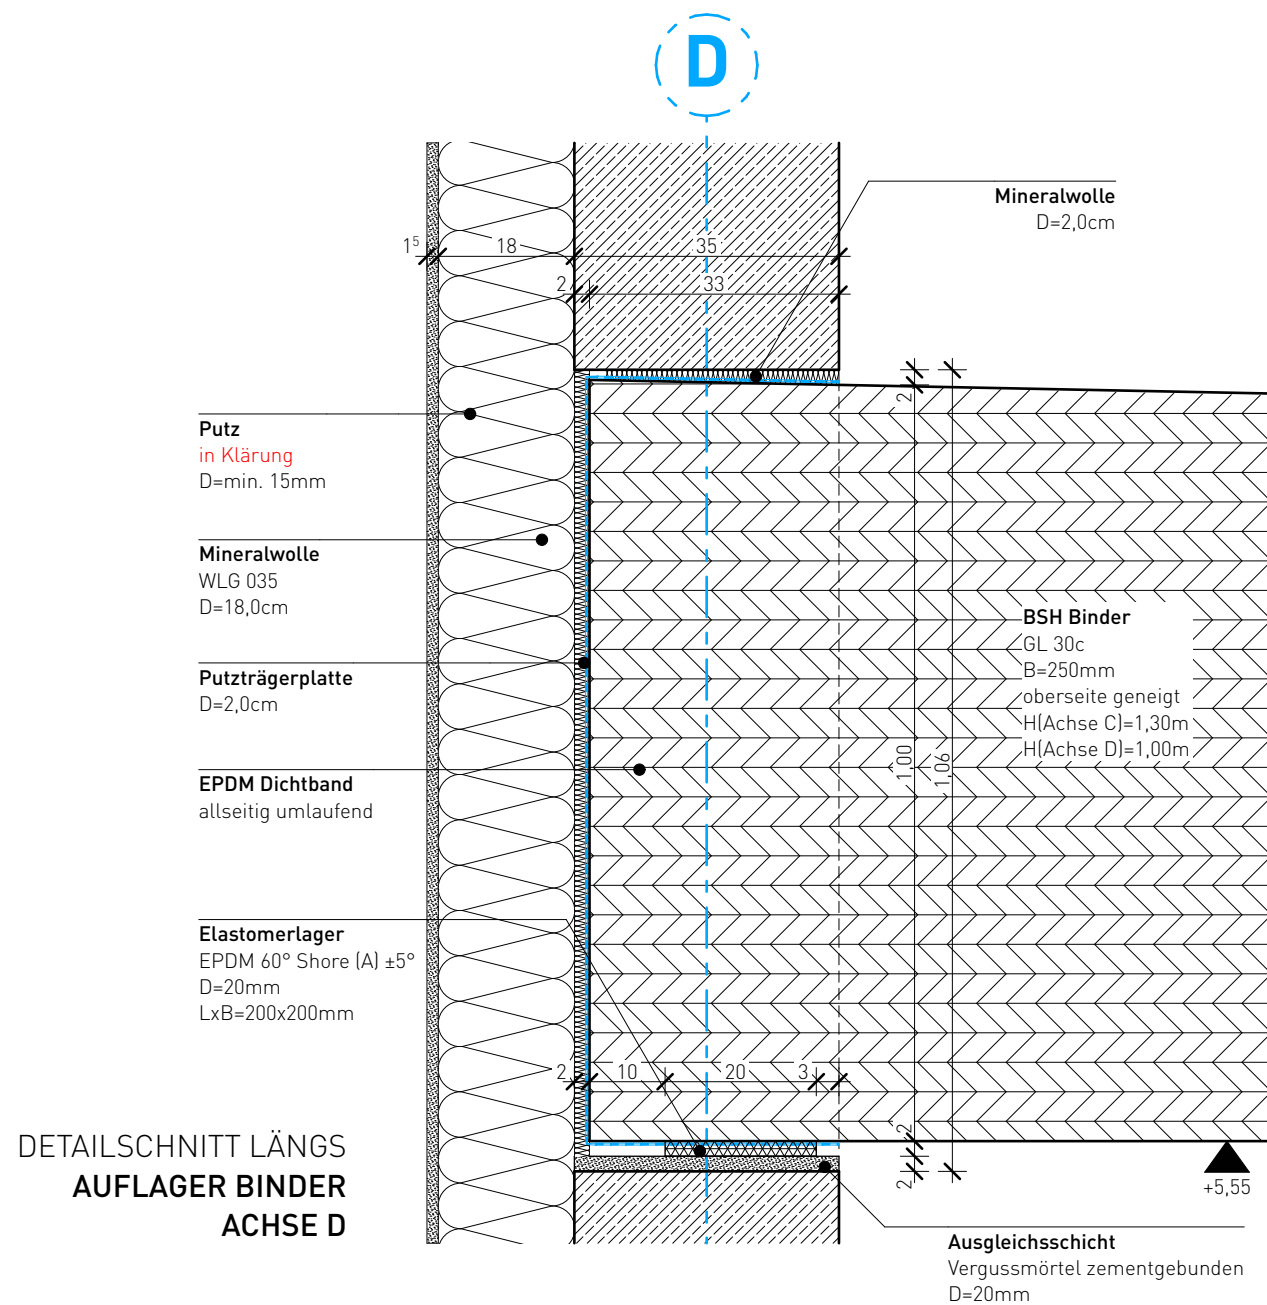 D
Mineralwolle
D=2,0cm
1⁵
18
35
2
33
2
Putz
in Klärung
D=min. 15mm
Mineralwolle
WLG 035
D=18,0cm
BSH Binder
GL 30c
B=250mm
oberseite geneigt
H(Achse C)=1,30m
H(Achse D)=1,00m
Putzträgerplatte
D=2,0cm
1,00
1,06
EPDM Dichtband
allseitig umlaufend
Elastomerlager
EPDM 60° Shore (A) ±5°
D=20mm
LxB=200x200mm
2
10
20
3
2
2
+5,55
DETAILSCHNITT LÄNGS
AUFLAGER BINDER
ACHSE D
Ausgleichsschicht
Vergussmörtel zementgebunden
D=20mm